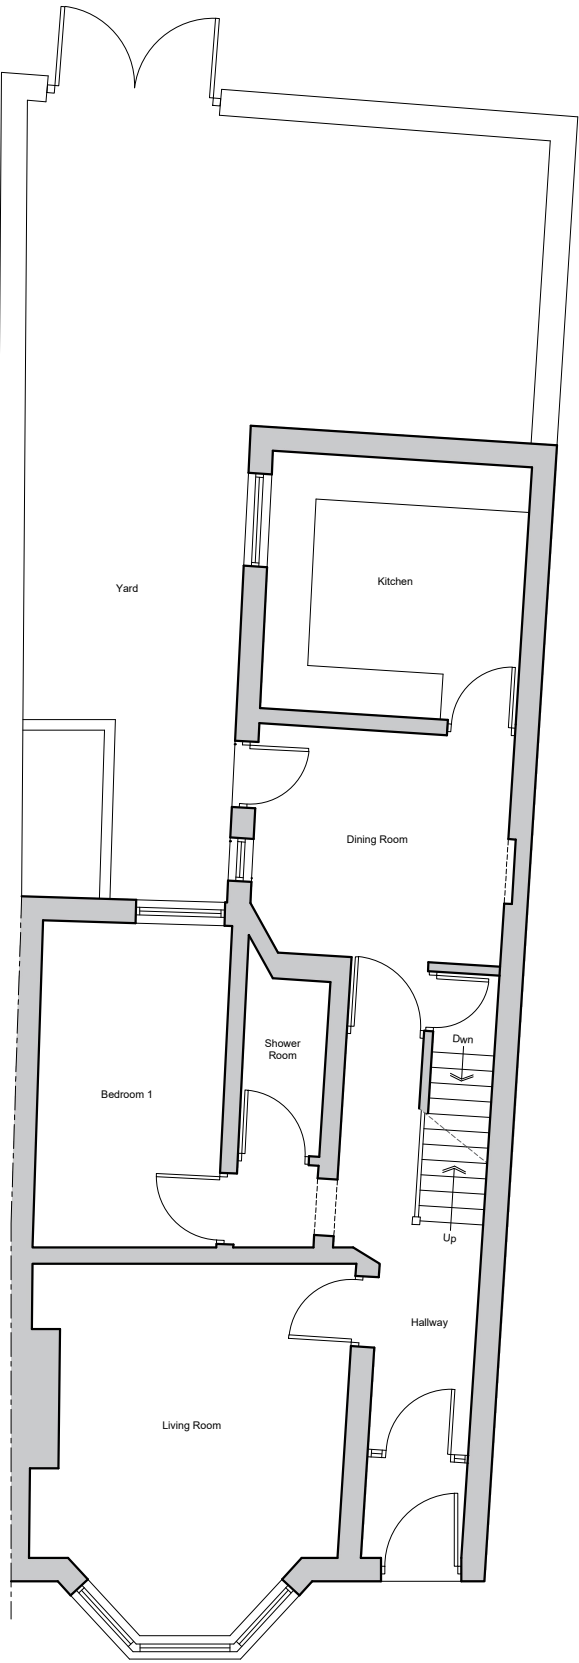 Yard
Kitchen
Dining Room
Shower
Room
Dwn
Bedroom 1
Up
Hallway
Living Room